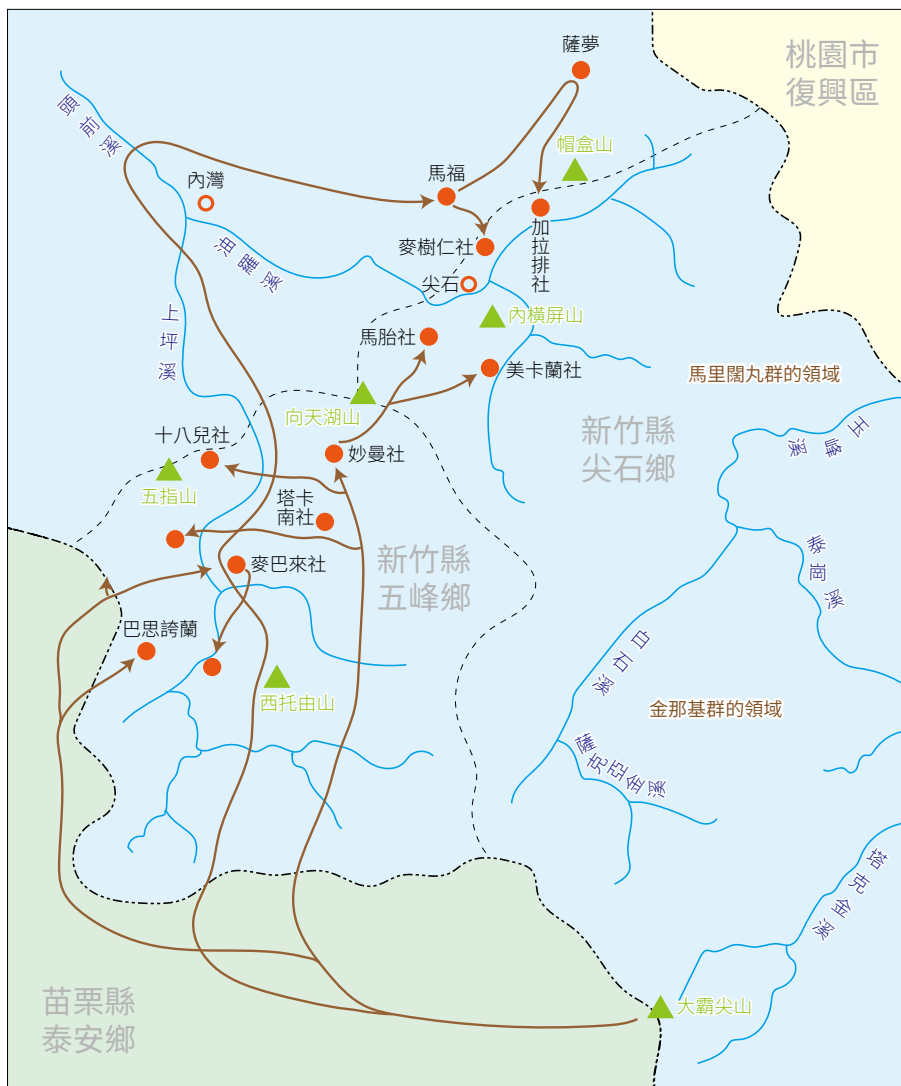 薩夢
桃園市
復興區
頭前溪
帽盒山
內灣
馬福
加拉排社
麥樹仁社
油羅溪
尖石
上坪溪
內橫屏山
馬胎社
美卡蘭社
馬里闊丸群的領域
向天湖山
玉峰溪
十八兒社
新竹縣
尖石鄉
妙曼社
五指山
塔卡
南社
泰崗溪
新竹縣
五峰鄉
麥巴來社
巴思誇蘭
白石溪
西托由山
金那基群的領域
薩克亞金溪
塔克金溪
苗栗縣
泰安鄉
大霸尖山